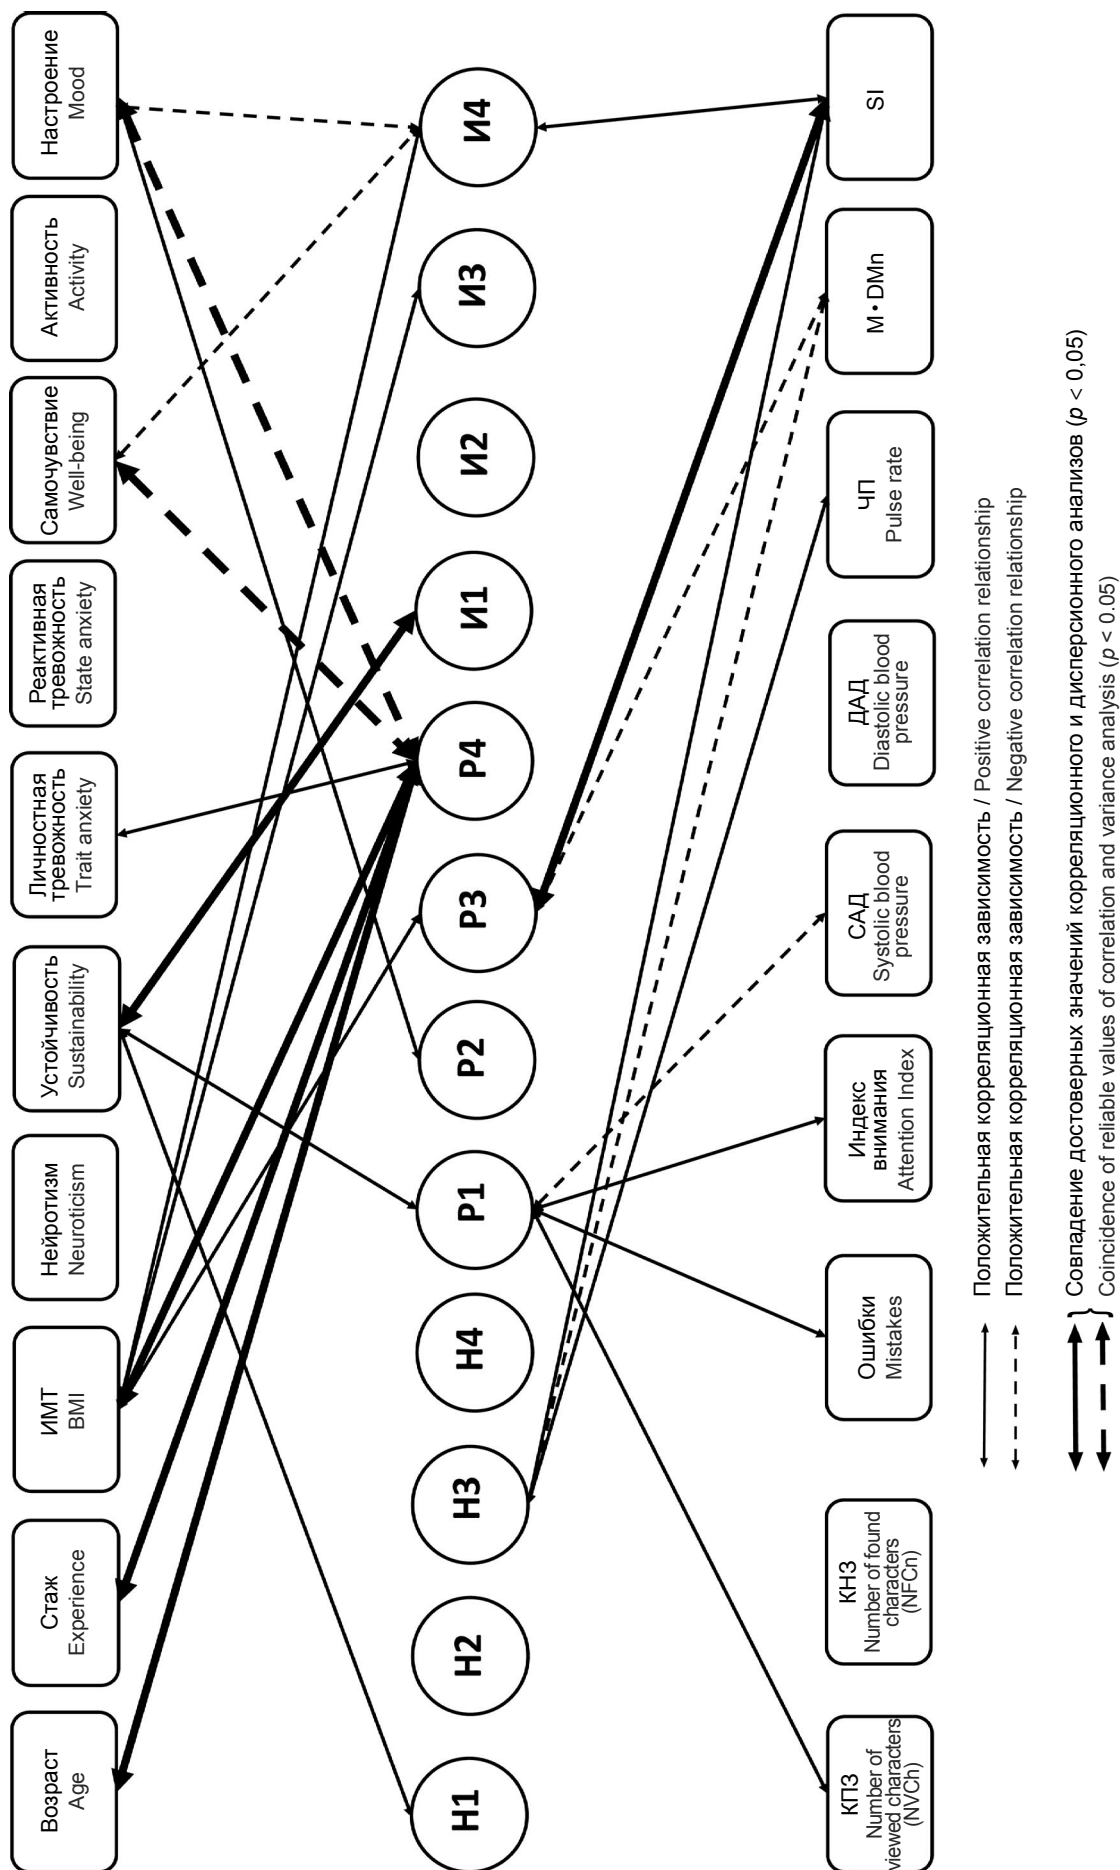 Возраст
Age
Стаж
Experience
ИМТ
BMI
Нейротизм
Neuroticism
Устойчивость
Sustainability
Личностная
тревожность
Trait anxiety
Реактивная
тревожность
State anxiety
Самочувствие
Well-being
Активность
Activity
Настроение
Mood
Н1
Н2
Н3
Н4
Р1
Р2
Р3
Р4
И1
И2
И3
И4
КПЗ
Number of
viewed characters
(NVCh)
КНЗ
Number of found
characters
(NFCn)
Ошибки
Mistakes
Индекс
внимания
Attention Index
САД
Systolic blood
pressure
ДАД
Diastolic blood
pressure
ЧП
Pulse rate
M•DMn
SI
Положительная корреляционная зависимость / Positive correlation relationship
Положительная корреляционная зависимость / Negative correlation relationship
Совпадение достоверных значений корреляционного и дисперсионного анализов (p < 0,05)
Coincidence of reliable values of correlation and variance analysis (p < 0.05)